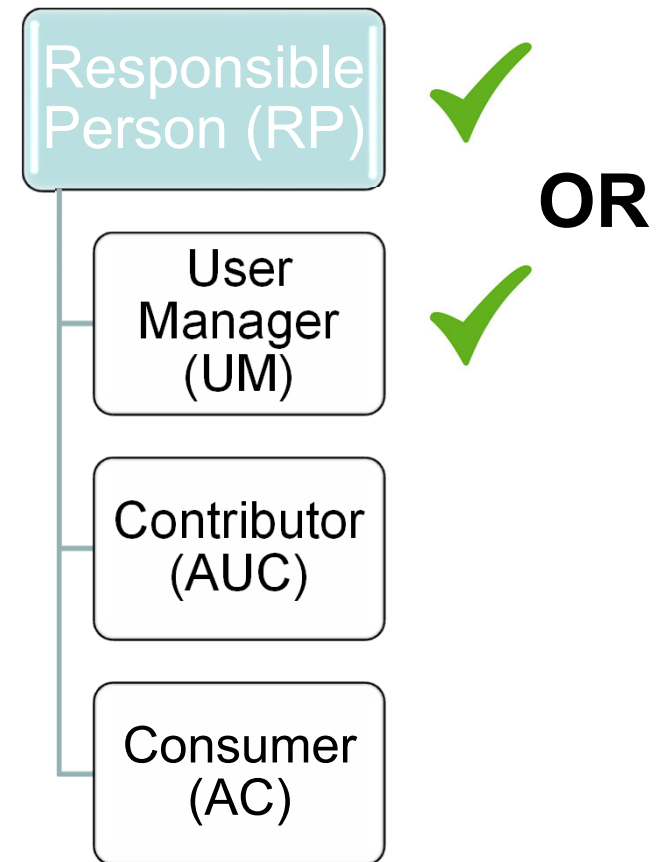 Responsible
Person (RP)
OR
User
Manager
(UM)
Contributor
(AUC)
Consumer
(AC)